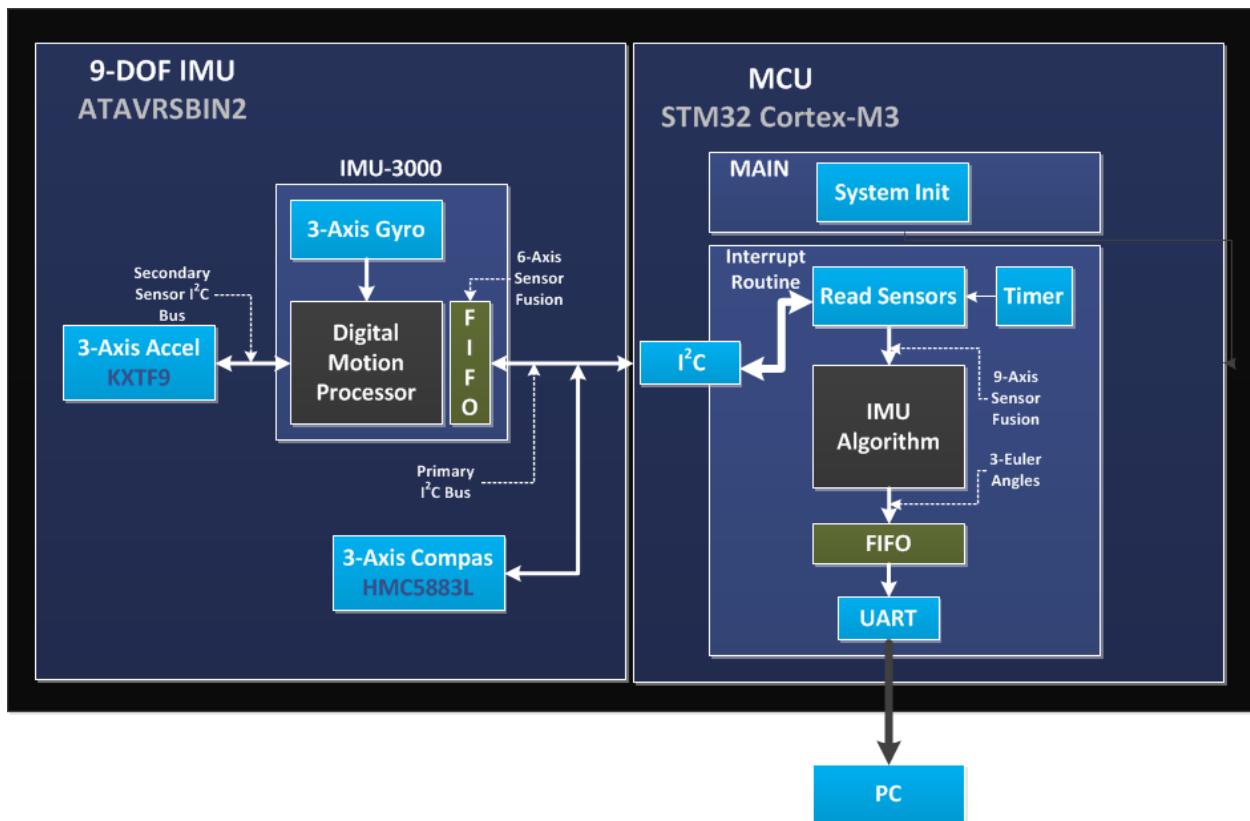 9-DOF IMU
ATAVRSBIN2
IMU-3000
3-Axis Gyro
6-Axis
Sensor
Fusion
Secondary
Sensor I²C
Bus
3-Axis Accel
KXTF9
Digital
Motion
Processor
F
I
F
O
Primary
I²C Bus
3-Axis Compas
HMC5883L
MCU
STM32 Cortex-M3
MAIN
System Init
Interrupt
Routine
Read Sensors
Timer
I²C
9-Axis
Sensor
Fusion
IMU
Algorithm
3-Euler
Angles
FIFO
UART
PC